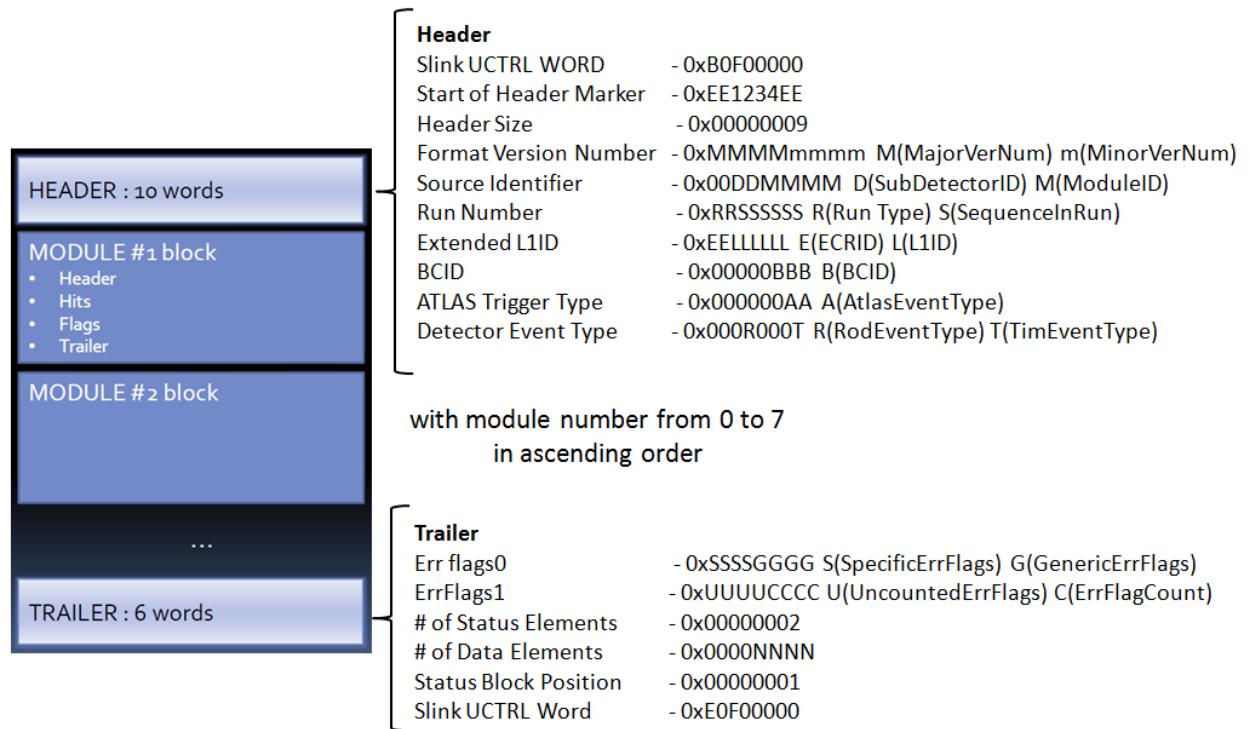 HEADER : 10 words
MODULE #1 block
• Header
• Hits
• Flags
• Trailer
MODULE #2 block
...
TRAILER : 6 words
Header
Slink UCTRL WORD - 0xB0F00000
Start of Header Marker - 0xEE1234EE
Header Size - 0x00000009
Format Version Number - 0xMMMMmmmm M(MajorVerNum) m(MinorVerNum)
Source Identifier - 0x00DDMMMM D(SubDetectorID) M(ModuleID)
Run Number - 0xRRSSSSSS R(Run Type) S(SequenceInRun)
Extended L1ID - 0xEELLLLLL E(ECRID) L(L1ID)
BCID - 0x00000BBB B(BCID)
ATLAS Trigger Type - 0x000000AA A(AtlasEventType)
Detector Event Type - 0x000R000T R(RodEventType) T(TimEventType)
with module number from 0 to 7
in ascending order
Trailer
Err flags0 - 0xSSSSGGGG S(SpecificErrFlags) G(GenericErrFlags)
ErrFlags1 - 0xUUUUCCCC U(UncountedErrFlags) C(ErrFlagCount)
# of Status Elements - 0x00000002
# of Data Elements - 0x0000NNNN
Status Block Position - 0x00000001
Slink UCTRL Word - 0xE0F00000